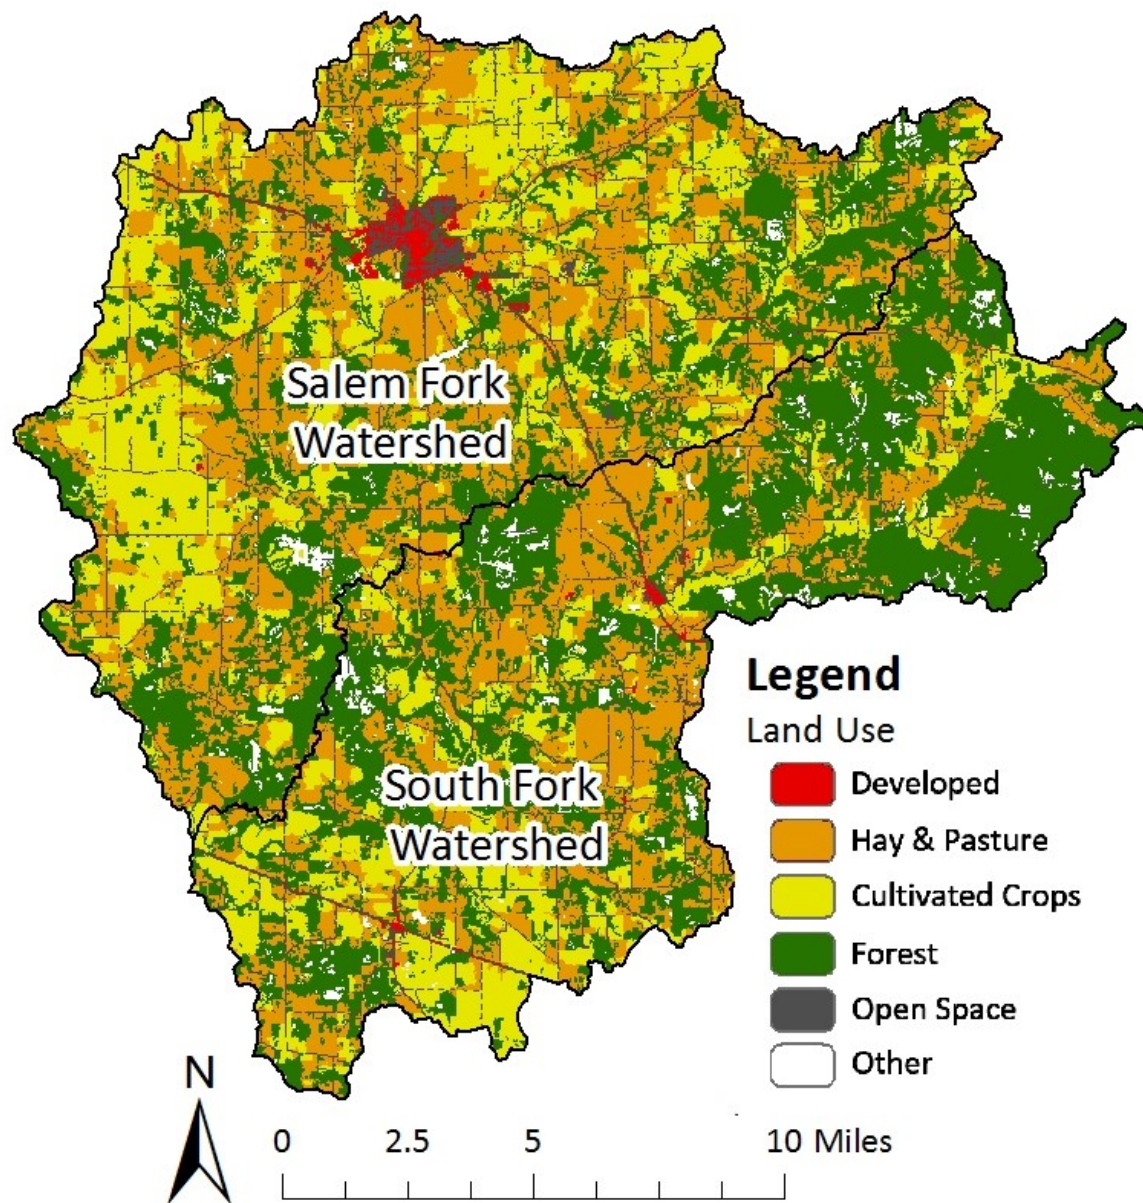 Salem Fork
Watershed
South Fork
Watershed
Legend
Land Use
Developed
Hay & Pasture
Cultivated Crops
Forest
Open Space
Other
N
0 2.5 5 10 Miles